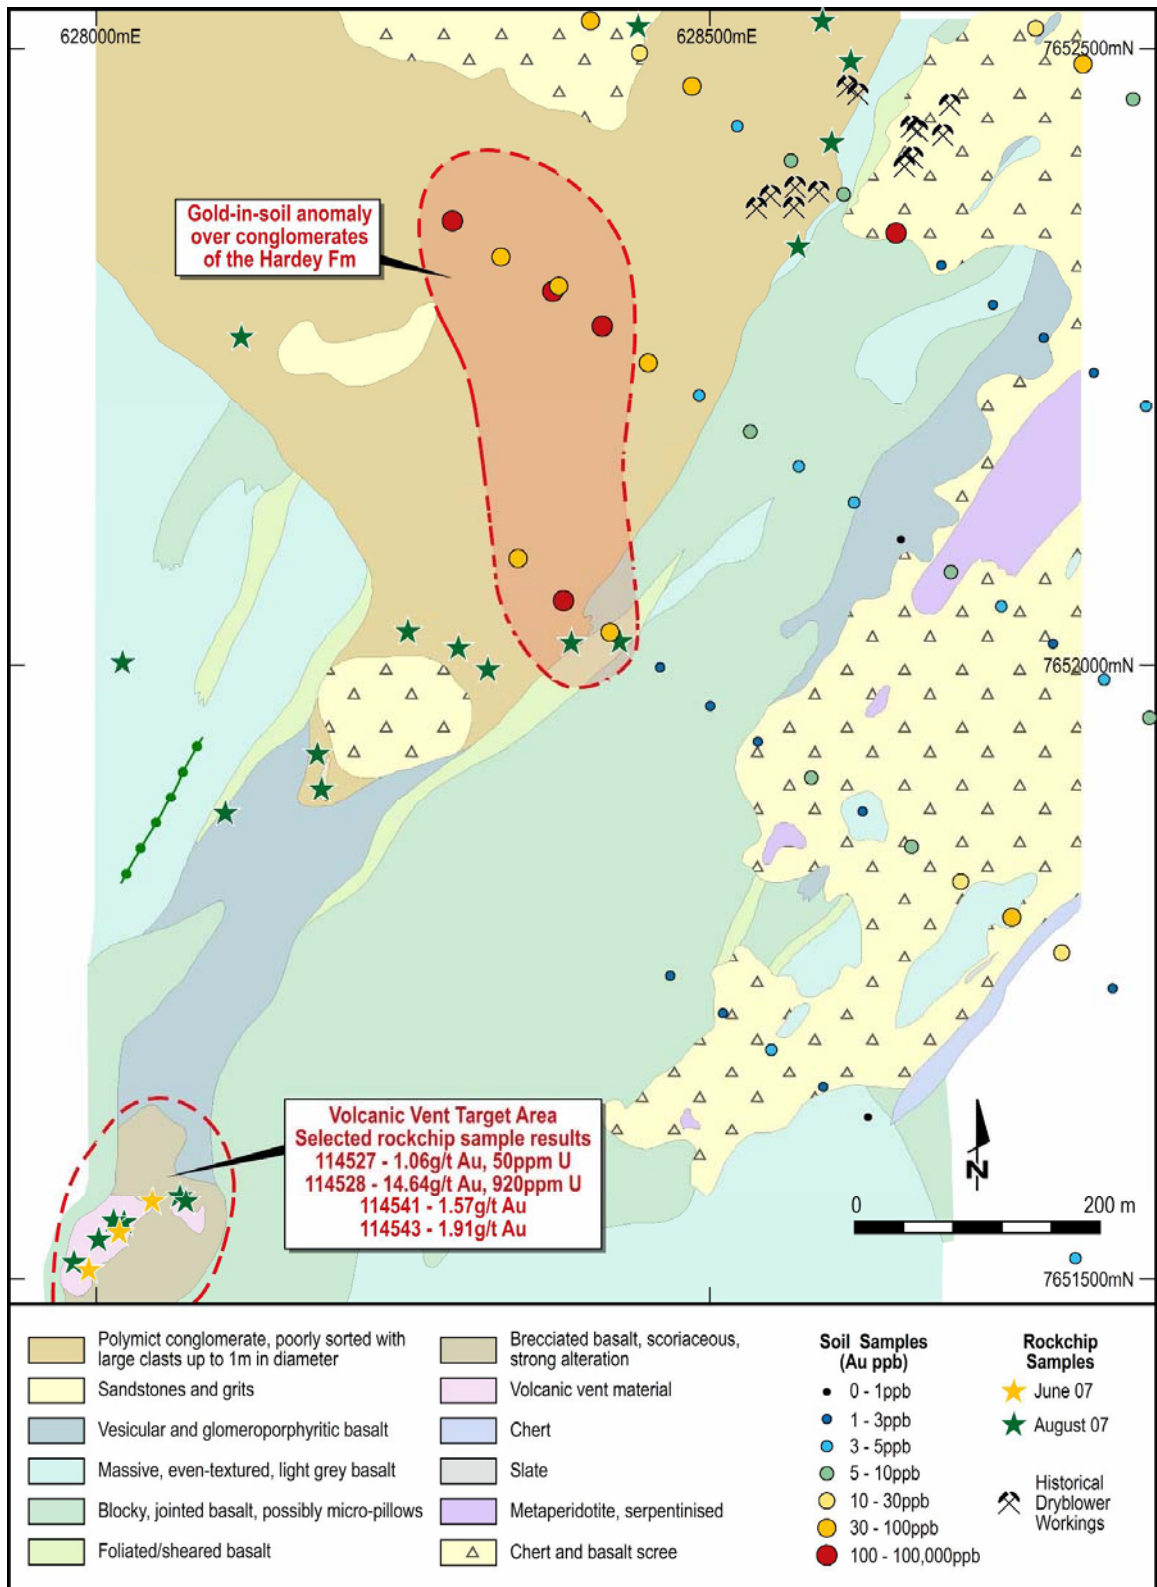 628000mE
628500mE
7652500mN
Gold-in-soil anomaly
over conglomerates
of the Hardey Fm
7652000mN
Volcanic Vent Target Area
Selected rockchip sample results
114527 - 1.06g/t Au, 50ppm U
114528 - 14.64g/t Au, 920ppm U
114541 - 1.57g/t Au
114543 - 1.91g/t Au
N
0
200 m
7651500mN
Polymict conglomerate, poorly sorted with
large clasts up to 1m in diameter
Sandstones and grits
Vesicular and glomeroporphyritic basalt
Massive, even-textured, light grey basalt
Blocky, jointed basalt, possibly micro-pillows
Foliated/sheared basalt
Brecciated basalt, scoriaceous,
strong alteration
Volcanic vent material
Chert
Slate
Metaperidotite, serpentinised
Chert and basalt scree
Soil Samples
(Au ppb)
0 - 1ppb
1 - 3ppb
3 - 5ppb
5 - 10ppb
10 - 30ppb
30 - 100ppb
100 - 100,000ppb
Rockchip
Samples
June 07
August 07
Historical
Dryblower
Workings